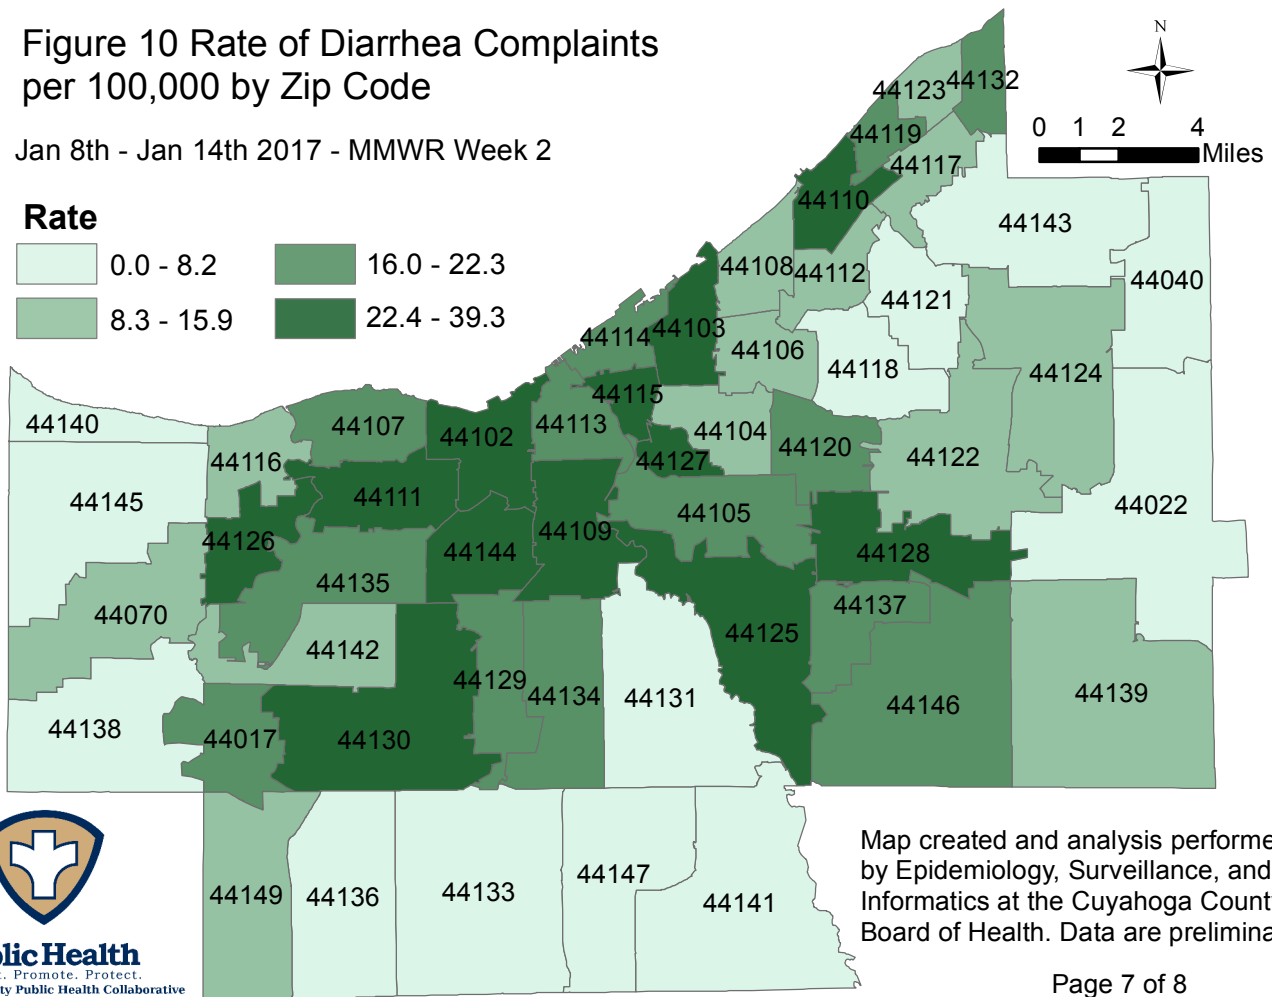 Figure 10 Rate of Diarrhea Complaints
per 100,000 by Zip Code
Jan 8th - Jan 14th 2017 - MMWR Week 2
N
0 1 2 4
Miles
Rate
0.0 - 8.2
16.0 - 22.3
8.3 - 15.9
22.4 - 39.3
44123
44132
44119
44117
44110
44143
44108
44112
44040
44121
44114
44103
44106
44118
44124
44115
44140
44107
44102
44113
44104
44120
44116
44127
44122
44145
44111
44105
44022
44126
44109
44144
44128
44135
44070
44137
44125
44142
44129
44134
44131
44146
44139
44138
44017
44130
44149
44136
44133
44147
44141
Map created and analysis performe
by Epidemiology, Surveillance, and
Informatics at the Cuyahoga Count
Board of Health. Data are prelimina
blic Health
t. Promote. Protect.
ty Public Health Collaborative
Page 7 of 8